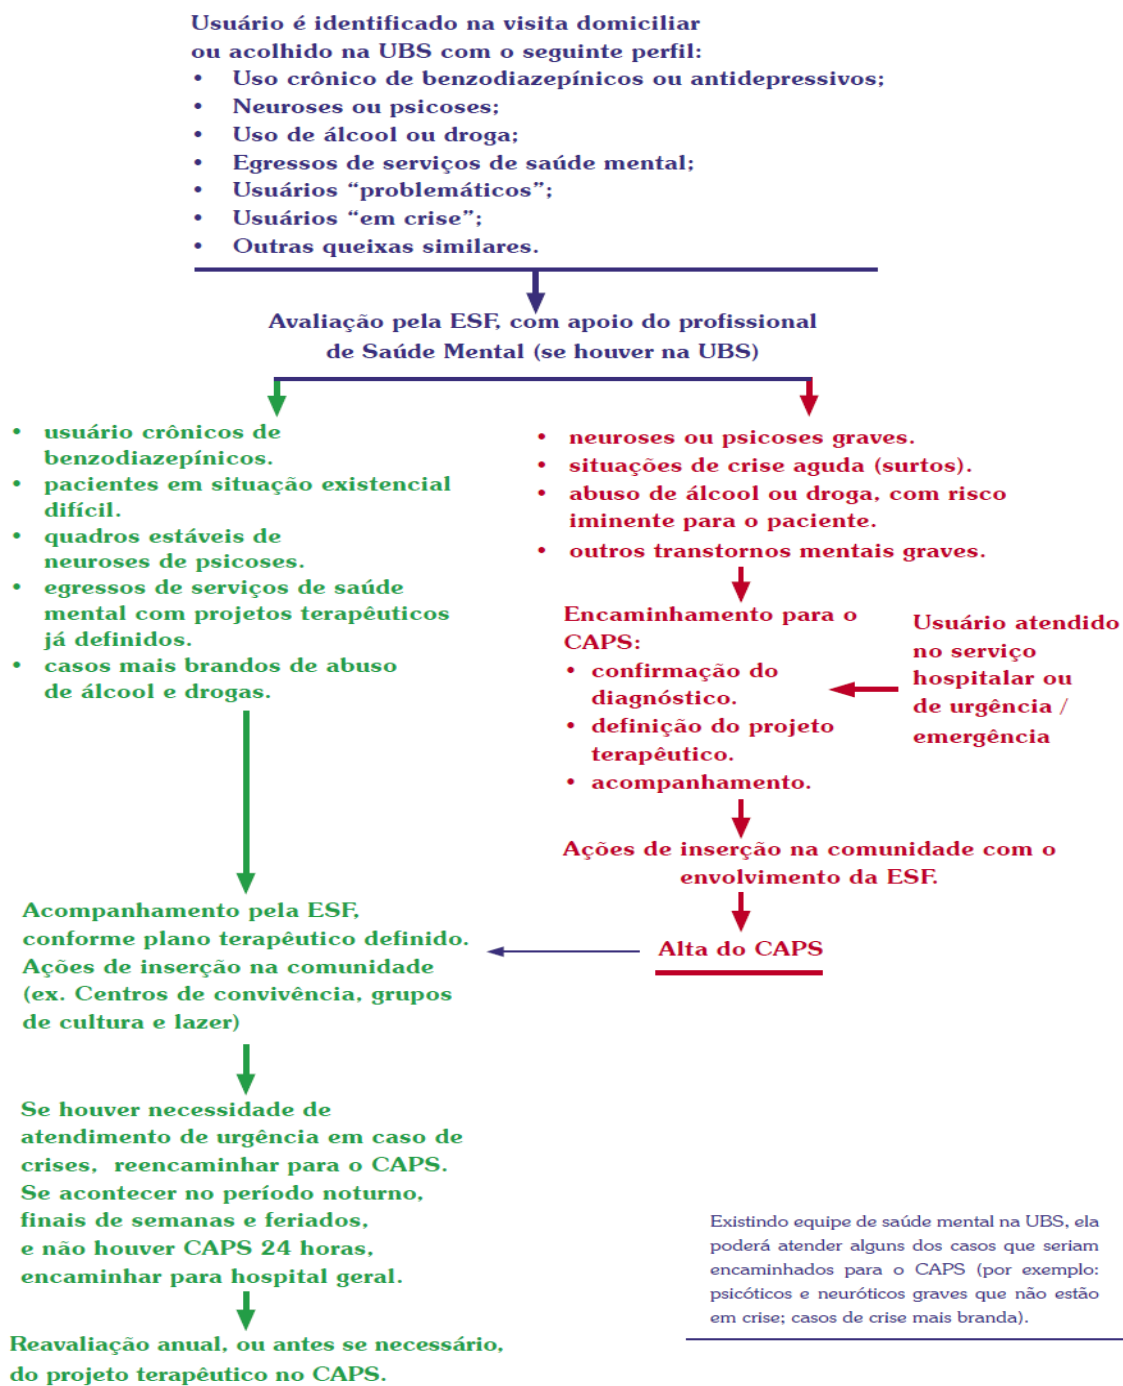 Usuário é identificado na visita domiciliar
ou acolhido na UBS com o seguinte perfil:
• Uso crônico de benzodiazepínicos ou antidepressivos;
• Neuroses ou psicoses;
• Uso de álcool ou droga;
• Egressos de serviços de saúde mental;
• Usuários “problemáticos”;
• Usuários “em crise”;
• Outras queixas similares.
Avaliação pela ESF, com apoio do profissional
de Saúde Mental (se houver na UBS)
• usuário crônicos de
benzodiazepínicos.
• pacientes em situação existencial
difícil.
• quadros estáveis de
neuroses de psicoses.
• egressos de serviços de saúde
mental com projetos terapêuticos
já definidos.
• casos mais brandos de abuso
de álcool e drogas.
• neuroses ou psicoses graves.
• situações de crise aguda (surtos).
• abuso de álcool ou droga, com risco
iminente para o paciente.
• outros transtornos mentais graves.
Encaminhamento para o
CAPS:
• confirmação do
diagnóstico.
• definição do projeto
terapêutico.
• acompanhamento.
Usuário atendido
no serviço
hospitalar ou
de urgência /
emergência
Ações de inserção na comunidade com o
envolvimento da ESF.
Alta do CAPS
Acompanhamento pela ESF,
conforme plano terapêutico definido.
Ações de inserção na comunidade
(ex. Centros de convivência, grupos
de cultura e lazer)
Se houver necessidade de
atendimento de urgência em caso de
crises, reencaminhar para o CAPS.
Se acontecer no período noturno,
finais de semanas e feriados,
e não houver CAPS 24 horas,
encaminhar para hospital geral.
Reavaliação anual, ou antes se necessário,
do projeto terapêutico no CAPS.
Existindo equipe de saúde mental na UBS, ela
poderá atender alguns dos casos que seriam
encaminhados para o CAPS (por exemplo:
psicóticos e neuróticos graves que não estão
em crise; casos de crise mais branda).